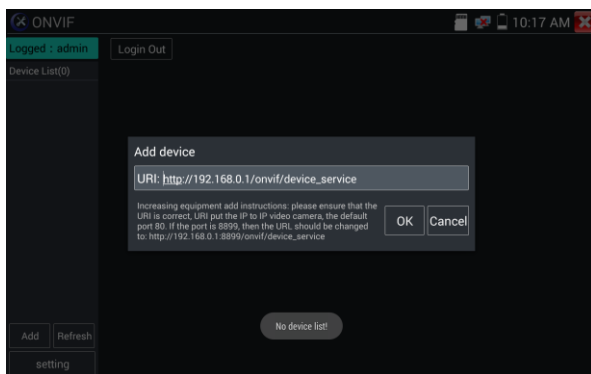 ONVIF
10:17 AM
Logged : admin
Login Out
Device List(0)
Add device
URI: http://192.168.0.1/onvif/device_service
Increasing equipment add instructions: please ensure that the
URI is correct, URI put the IP to IP video camera, the default
port 80. If the port is 8899, then the URL should be changed
to: http://192.168.0.1:8899/onvif/device_service
OK
Cancel
No device list!
Add
Refresh
setting